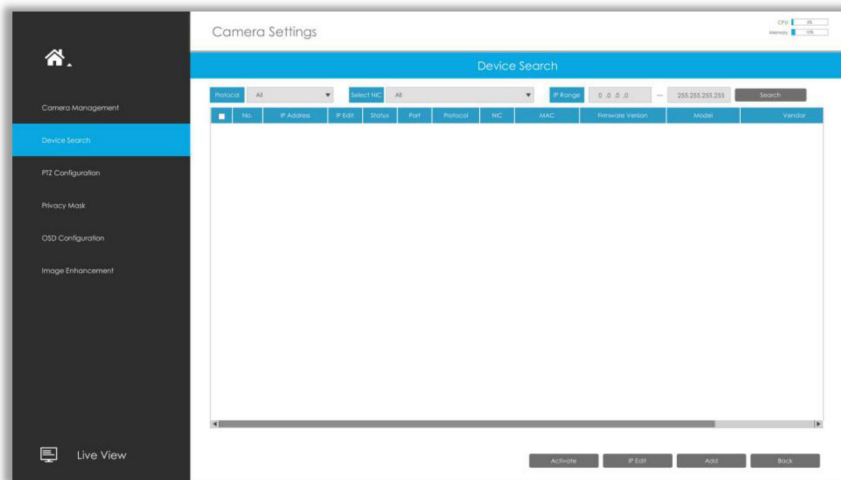 Camera Settings
CPU 3%
Memory 10%
Device Search
Protocol All Select NIC All IP Range 0 .0 .0 .0 — 255.255.255.255 Search
No. IP Address IP Edit Status Port Protocol NIC MAC Firmware Version Model Vendor
Camera Management
Device Search
PTZ Configuration
Privacy Mask
OSD Configuration
Image Enhancement
Live View
Activate IP Edit Add Back